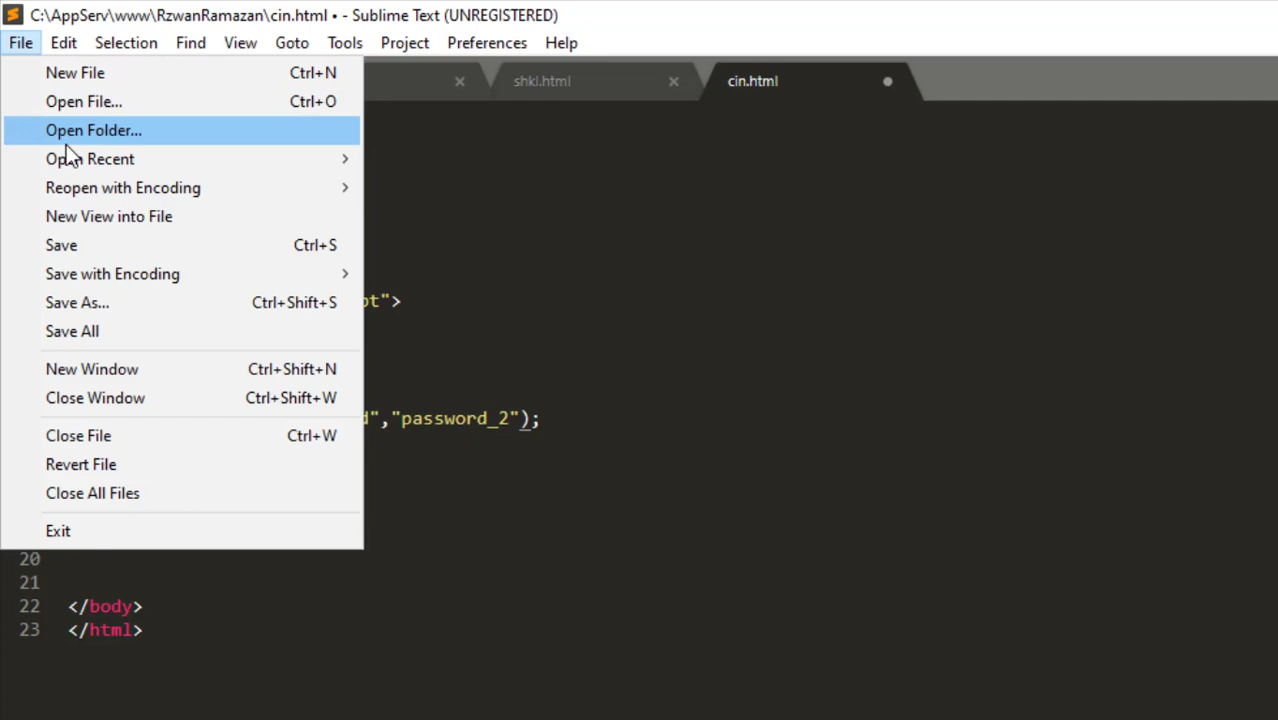 C:\AppServ\www\RzwanRamazan\cin.html • - Sublime Text (UNREGISTERED)
File Edit Selection Find View Goto Tools Project Preferences Help
New File Ctrl+N
Open File... Ctrl+O
Open Folder...
Open Recent
Reopen with Encoding
New View into File
Save Ctrl+S
Save with Encoding
Save As... Ctrl+Shift+S
Save All
New Window Ctrl+Shift+N
Close Window Ctrl+Shift+W
Close File Ctrl+W
Revert File
Close All Files
Exit
shkl.html cin.html
pt">
d","password_2");
20
21
22 </body>
23 </html>